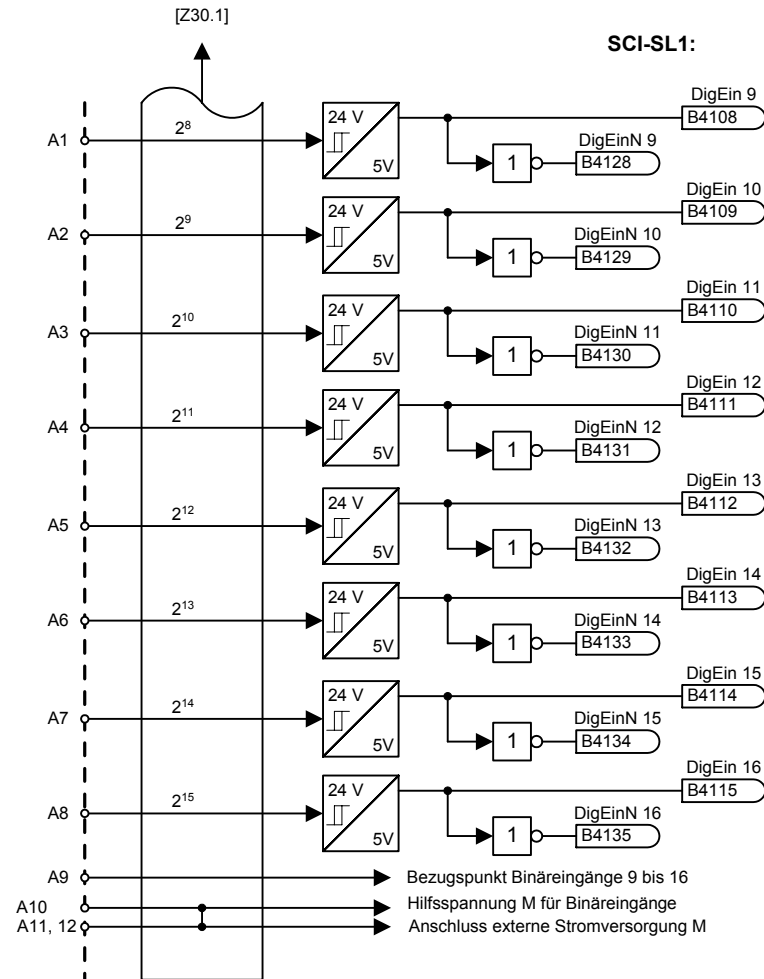 [Z30.1]
SCI-SL1:
DigEin 9
24 V
B4108
A1
2⁸
DigEinN 9
5V
1
B4128
DigEin 10
24 V
B4109
A2
2⁹
DigEinN 10
5V
1
B4129
DigEin 11
24 V
B4110
A3
2¹⁰
DigEinN 11
5V
1
B4130
DigEin 12
24 V
B4111
A4
2¹¹
DigEinN 12
5V
1
B4131
DigEin 13
24 V
B4112
A5
2¹²
DigEinN 13
5V
1
B4132
DigEin 14
24 V
B4113
A6
2¹³
DigEinN 14
5V
1
B4133
DigEin 15
24 V
B4114
A7
2¹⁴
DigEinN 15
5V
1
B4134
DigEin 16
24 V
B4115
A8
2¹⁵
DigEinN 16
5V
1
B4135
A9 Bezugspunkt Binäreingänge 9 bis 16
A10 Hilfsspannung M für Binäreingänge
A11, 12 Anschluss externe Stromversorgung M